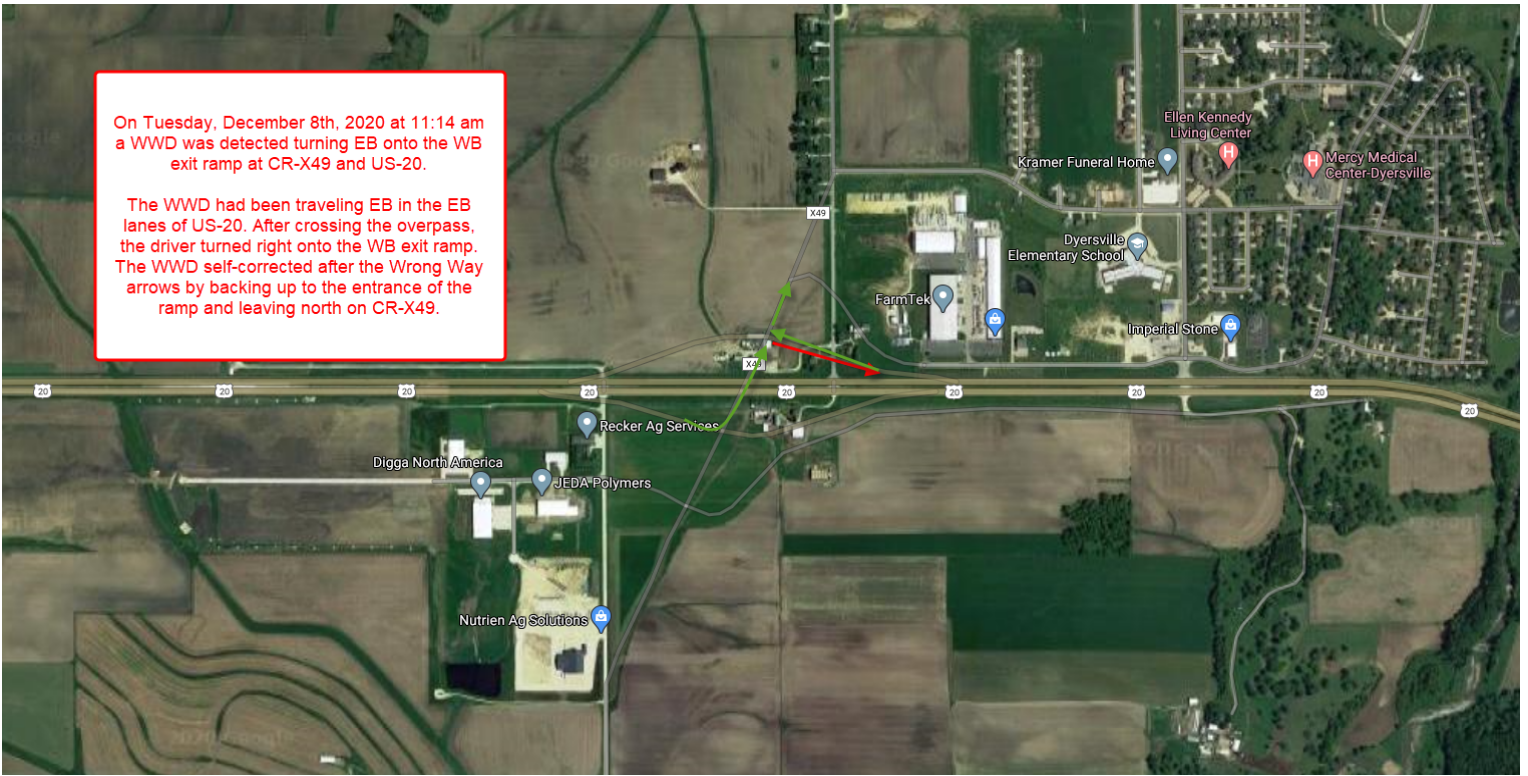 On Tuesday, December 8th, 2020 at 11:14 am
a WWD was detected turning EB onto the WB
exit ramp at CR-X49 and US-20.
The WWD had been traveling EB in the EB
lanes of US-20. After crossing the overpass,
the driver turned right onto the WB exit ramp.
The WWD self-corrected after the Wrong Way
arrows by backing up to the entrance of the
ramp and leaving north on CR-X49.
Ellen Kennedy
Living Center
Kramer Funeral Home
H
H
Mercy Medical
Center-Dyersville
X49
Dyersville
Elementary School
FarmTek
Imperial Stone
X49
20
20
20
20
20
20
20
20
20
Recker Ag Services
Digga North America
JEDA Polymers
Nutrien Ag Solutions